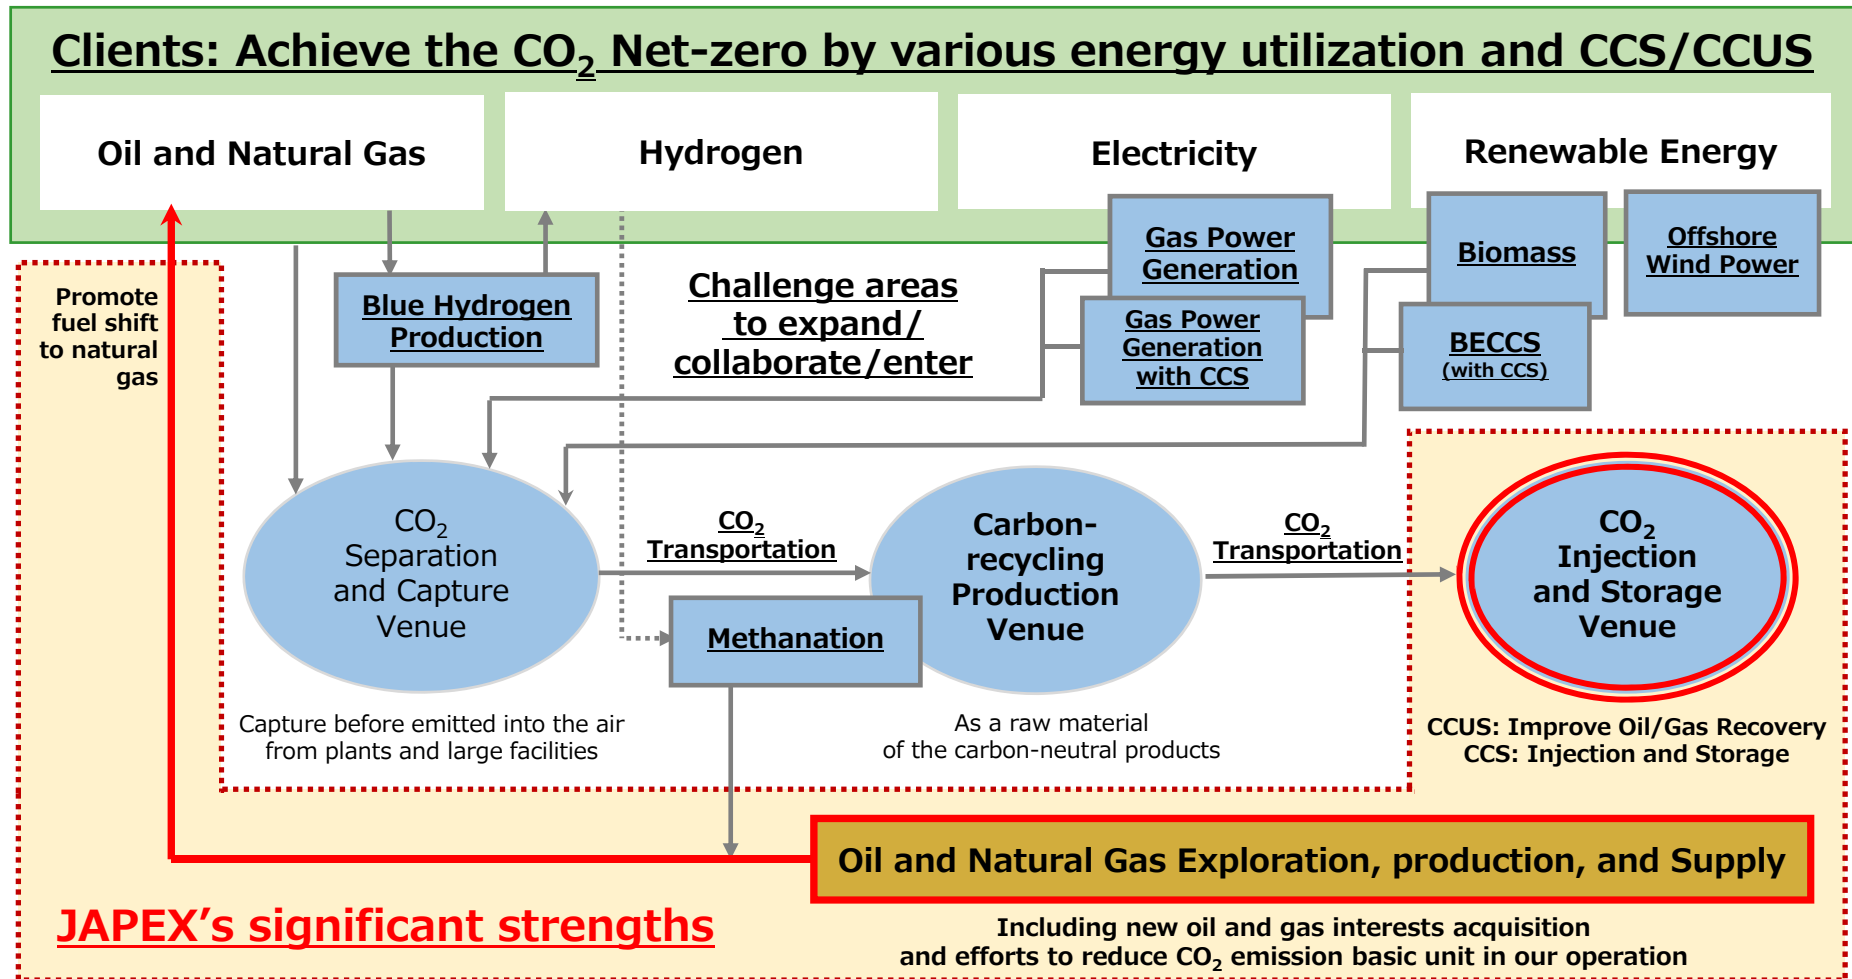 Clients: Achieve the CO₂ Net-zero by various energy utilization and CCS/CCUS
Oil and Natural Gas
Hydrogen
Electricity
Renewable Energy
Gas Power
Generation
Biomass
Offshore
Wind Power
Promote
fuel shift
to natural
gas
Blue Hydrogen
Production
Challenge areas
to expand/
collaborate/enter
Gas Power
Generation
with CCS
BECCS
(with CCS)
CO₂
Separation
and Capture
Venue
CO₂
Transportation
Carbon-
recycling
Production
Venue
CO₂
Transportation
CO₂
Injection
and Storage
Venue
Methanation
Capture before emitted into the air
from plants and large facilities
As a raw material
of the carbon-neutral products
CCUS: Improve Oil/Gas Recovery
CCS: Injection and Storage
Oil and Natural Gas Exploration, production, and Supply
JAPEX’s significant strengths
Including new oil and gas interests acquisition
and efforts to reduce CO₂ emission basic unit in our operation